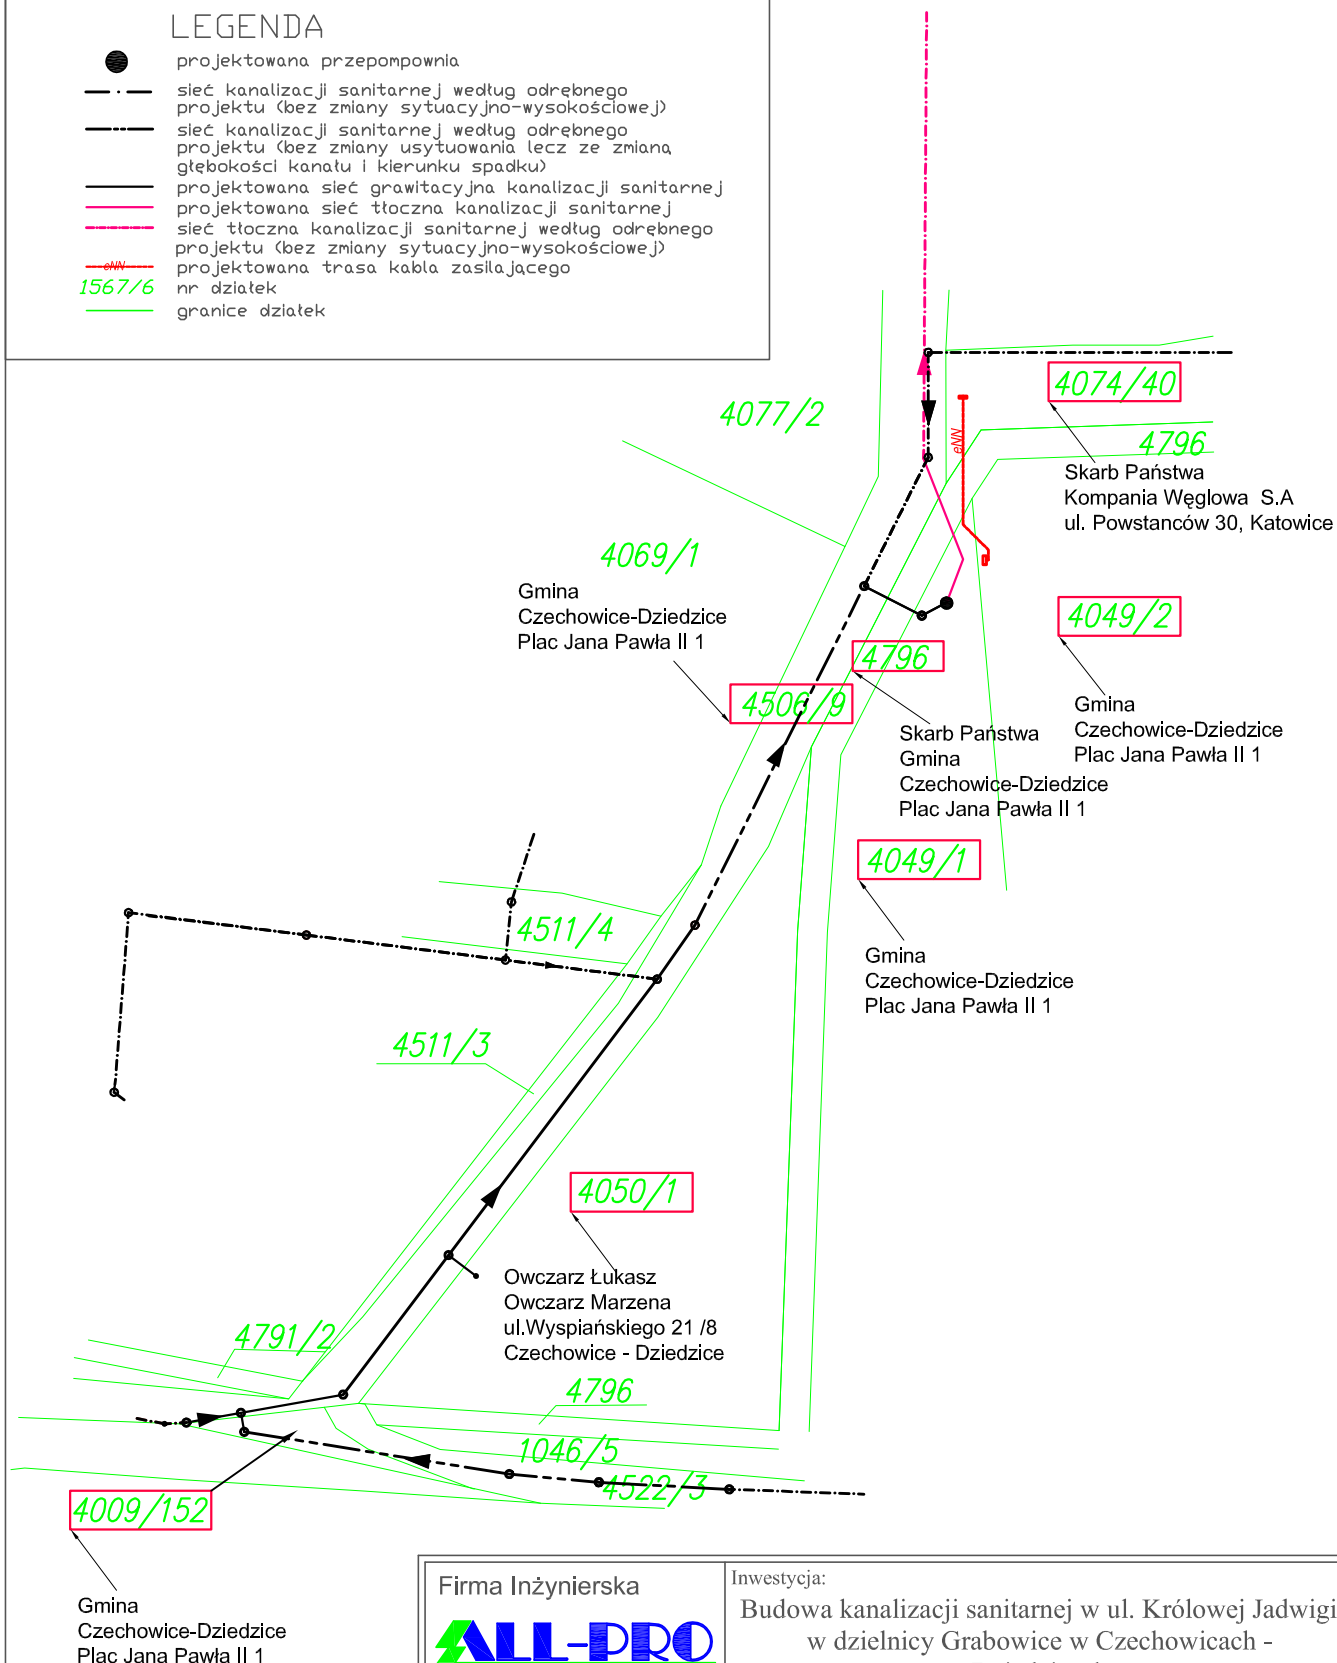 LEGENDA
projektowana przepompownia
sieć kanalizacji sanitarnej według odrębnego
projektu (bez zmiany sytuacyjno-wysokościowej)
sieć kanalizacji sanitarnej według odrębnego
projektu (bez zmiany usytuowania lecz ze zmianą
głębokości kanału i kierunku spadku)
projektowana sieć grawitacyjna kanalizacji sanitarnej
projektowana sieć tłoczna kanalizacji sanitarnej
sieć tłoczna kanalizacji sanitarnej według odrębnego
projektu (bez zmiany sytuacyjno-wysokościowej)
eNN projektowana trasa kabla zasilającego
1567/6 nr działek
granice działek
4074/40
4077/2
4796
eNN
Skarb Państwa
Kompania Węglowa S.A
ul. Powstanców 30, Katowice
4069/1
Gmina
Czechowice-Dziedzice
Plac Jana Pawła II 1
4049/2
4796
4506/9
Gmina
Czechowice-Dziedzice
Plac Jana Pawła II 1
Skarb Państwa
Gmina
Czechowice-Dziedzice
Plac Jana Pawła II 1
4049/1
4511/4
Gmina
Czechowice-Dziedzice
Plac Jana Pawła II 1
4511/3
4050/1
Owczarz Łukasz
Owczarz Marzena
ul.Wyspiańskiego 21 /8
Czechowice - Dziedzice
4791/2
4796
1046/5
4522/3
4009/152
Gmina
Czechowice-Dziedzice
Plac Jana Pawła II 1
Firma Inżynierska
ALL-PRO
Inwestycja:
Budowa kanalizacji sanitarnej w ul. Królowej Jadwigi
w dzielnicy Grabowice w Czechowicach -